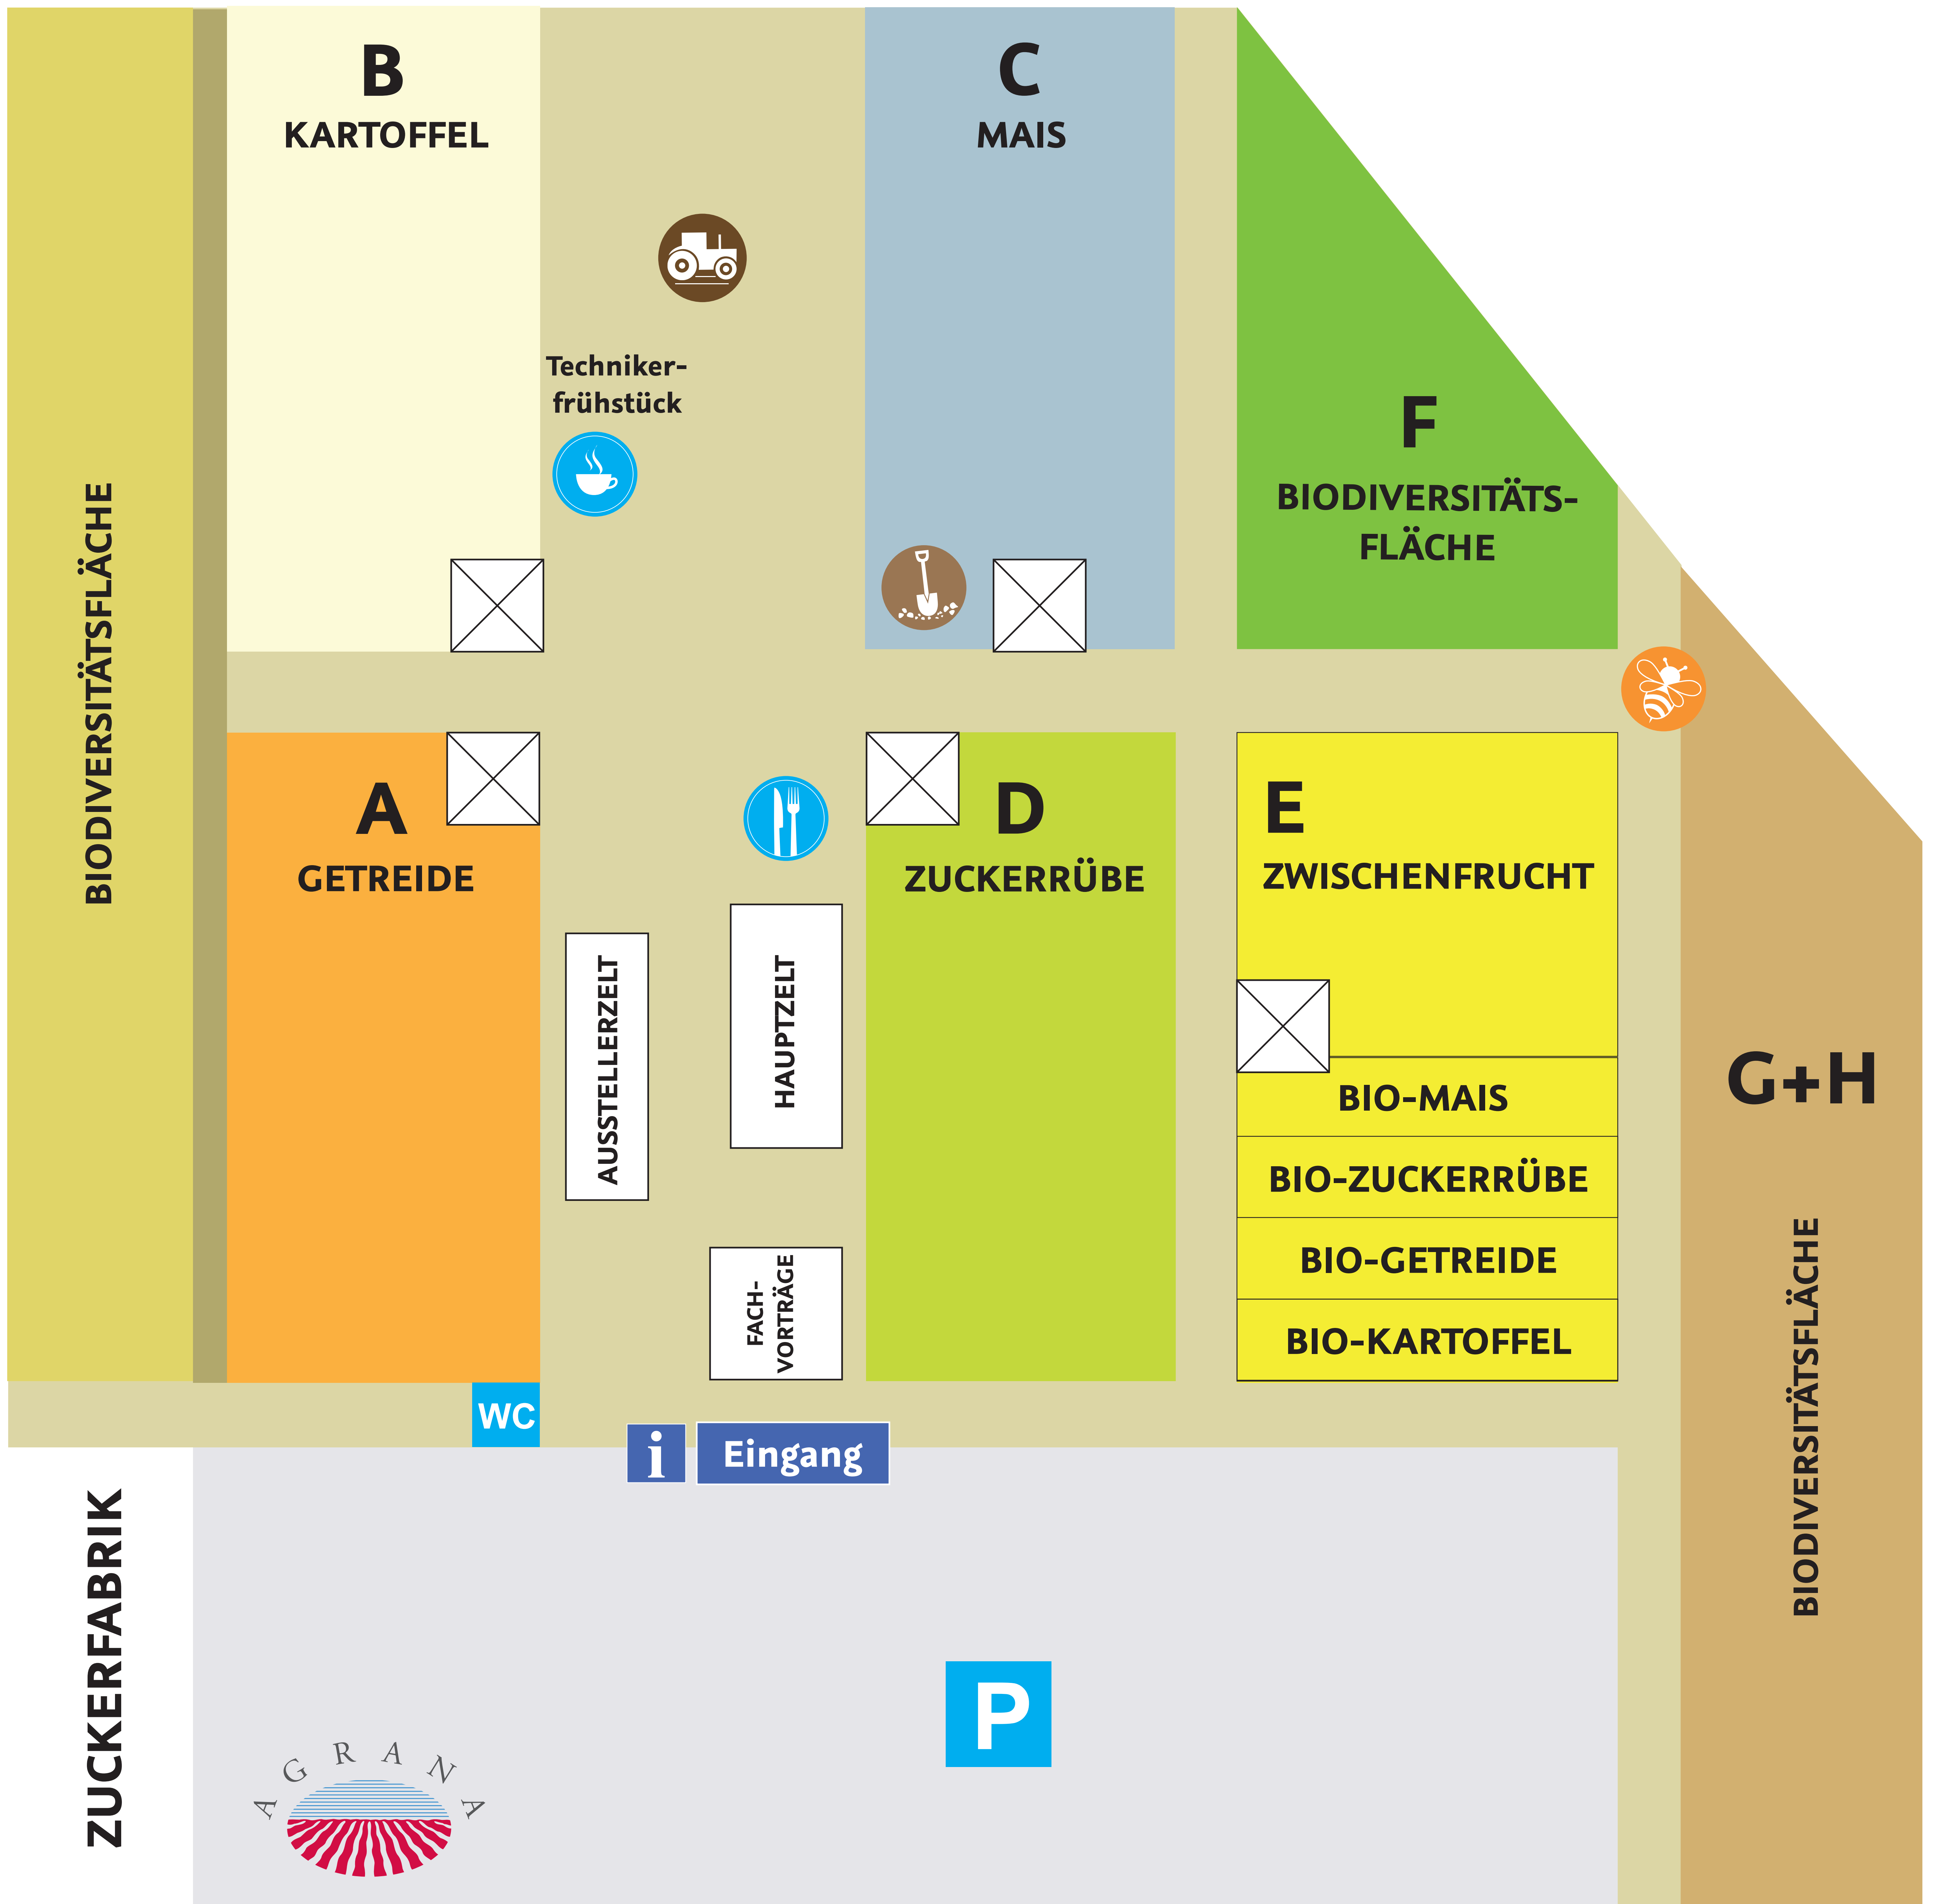 B
KARTOFFEL
C
MAIS
Techniker-
frühstück
F
BIODIVERSITÄTS-
FLÄCHE
BIODIVERSITÄTSFLÄCHE
A
GETREIDE
D
ZUCKERRÜBE
E
ZWISCHENFRUCHT
AUSSTELLERZELT
HAUPTZELT
FACH-
VORTRÄGE
BIO-MAIS
BIO-ZUCKERRÜBE
BIO-GETREIDE
BIO-KARTOFFEL
G+H
BIODIVERSITÄTSFLÄCHE
WC
i
Eingang
ZUCKERFABRIK
P
AGRANA